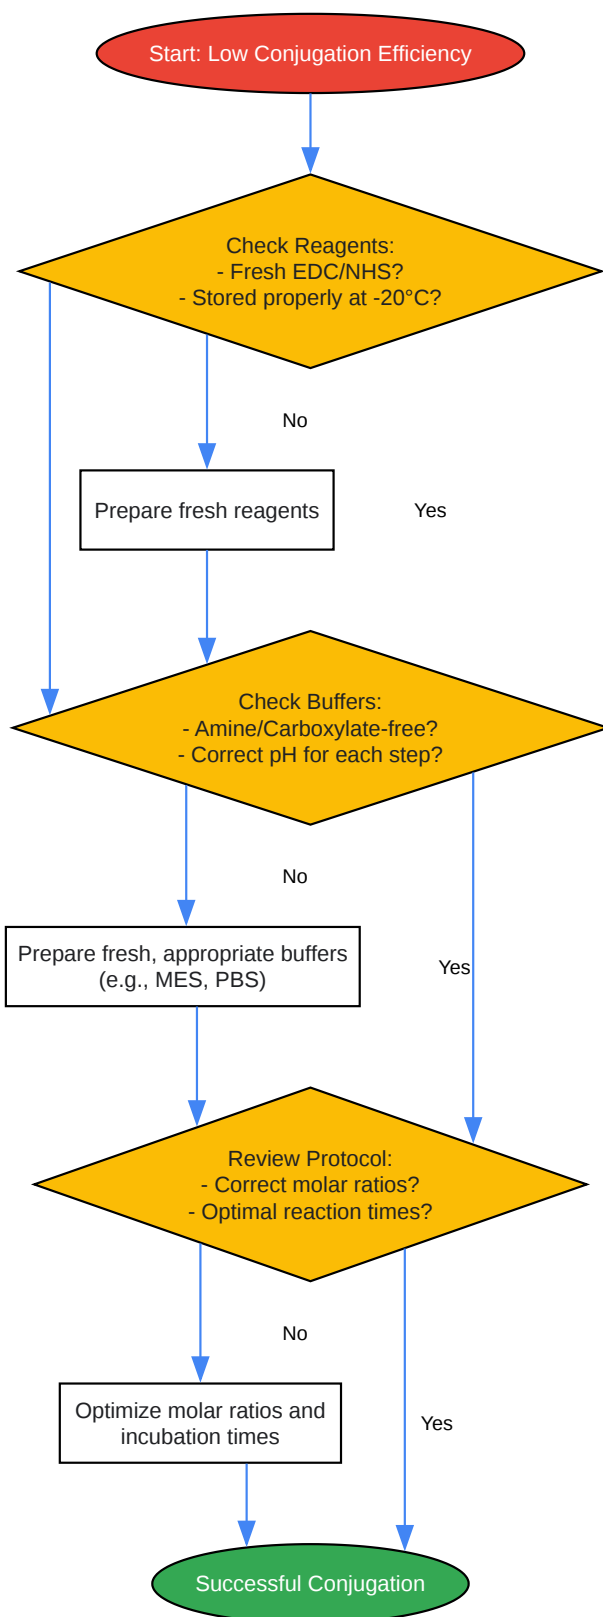 Start: Low Conjugation Efficiency
Check Reagents:
- Fresh EDC/NHS?
- Stored properly at -20°C?
No
Prepare fresh reagents
Yes
Check Buffers:
- Amine/Carboxylate-free?
- Correct pH for each step?
No
Prepare fresh, appropriate buffers
(e.g., MES, PBS)
Yes
Review Protocol:
- Correct molar ratios?
- Optimal reaction times?
No
Optimize molar ratios and
incubation times
Yes
Successful Conjugation